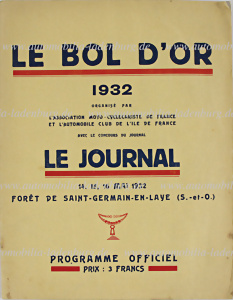 LE BOL D'OR
1932
ORGANISÉ PAR
L'ASSOCIATION MOTO-CYCLECARISTE DE FRANCE
ET L'AUTOMOBILE CLUB DE L'ILE DE FRANCE
AVEC LE CONCOURS DU JOURNAL
LE JOURNAL
14, 15, 16 MAI 1932
FORÊT DE SAINT-GERMAIN-EN-LAYE (S.-et-O.)
PROGRAMME OFFICIEL
PRIX : 3 FRANCS